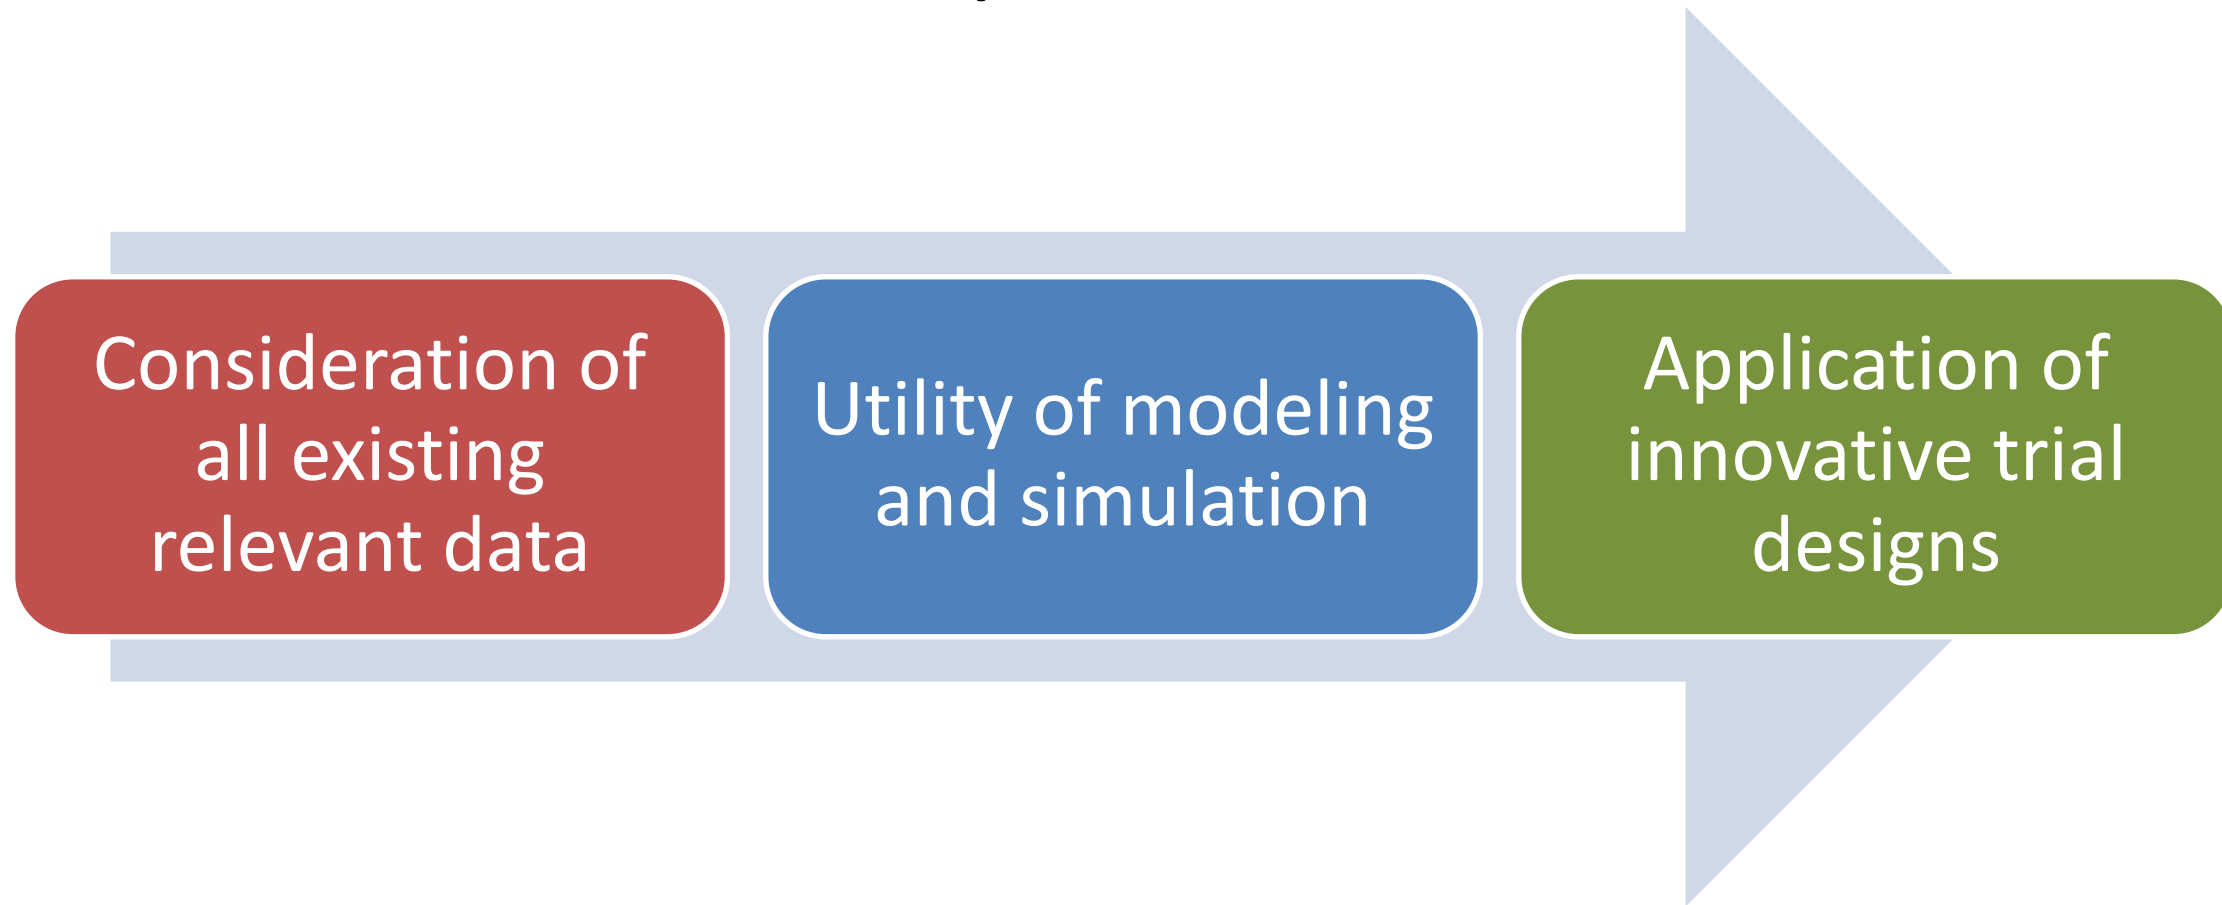 Consideration of
all existing
relevant data
Utility of modeling
and simulation
Application of
innovative trial
designs